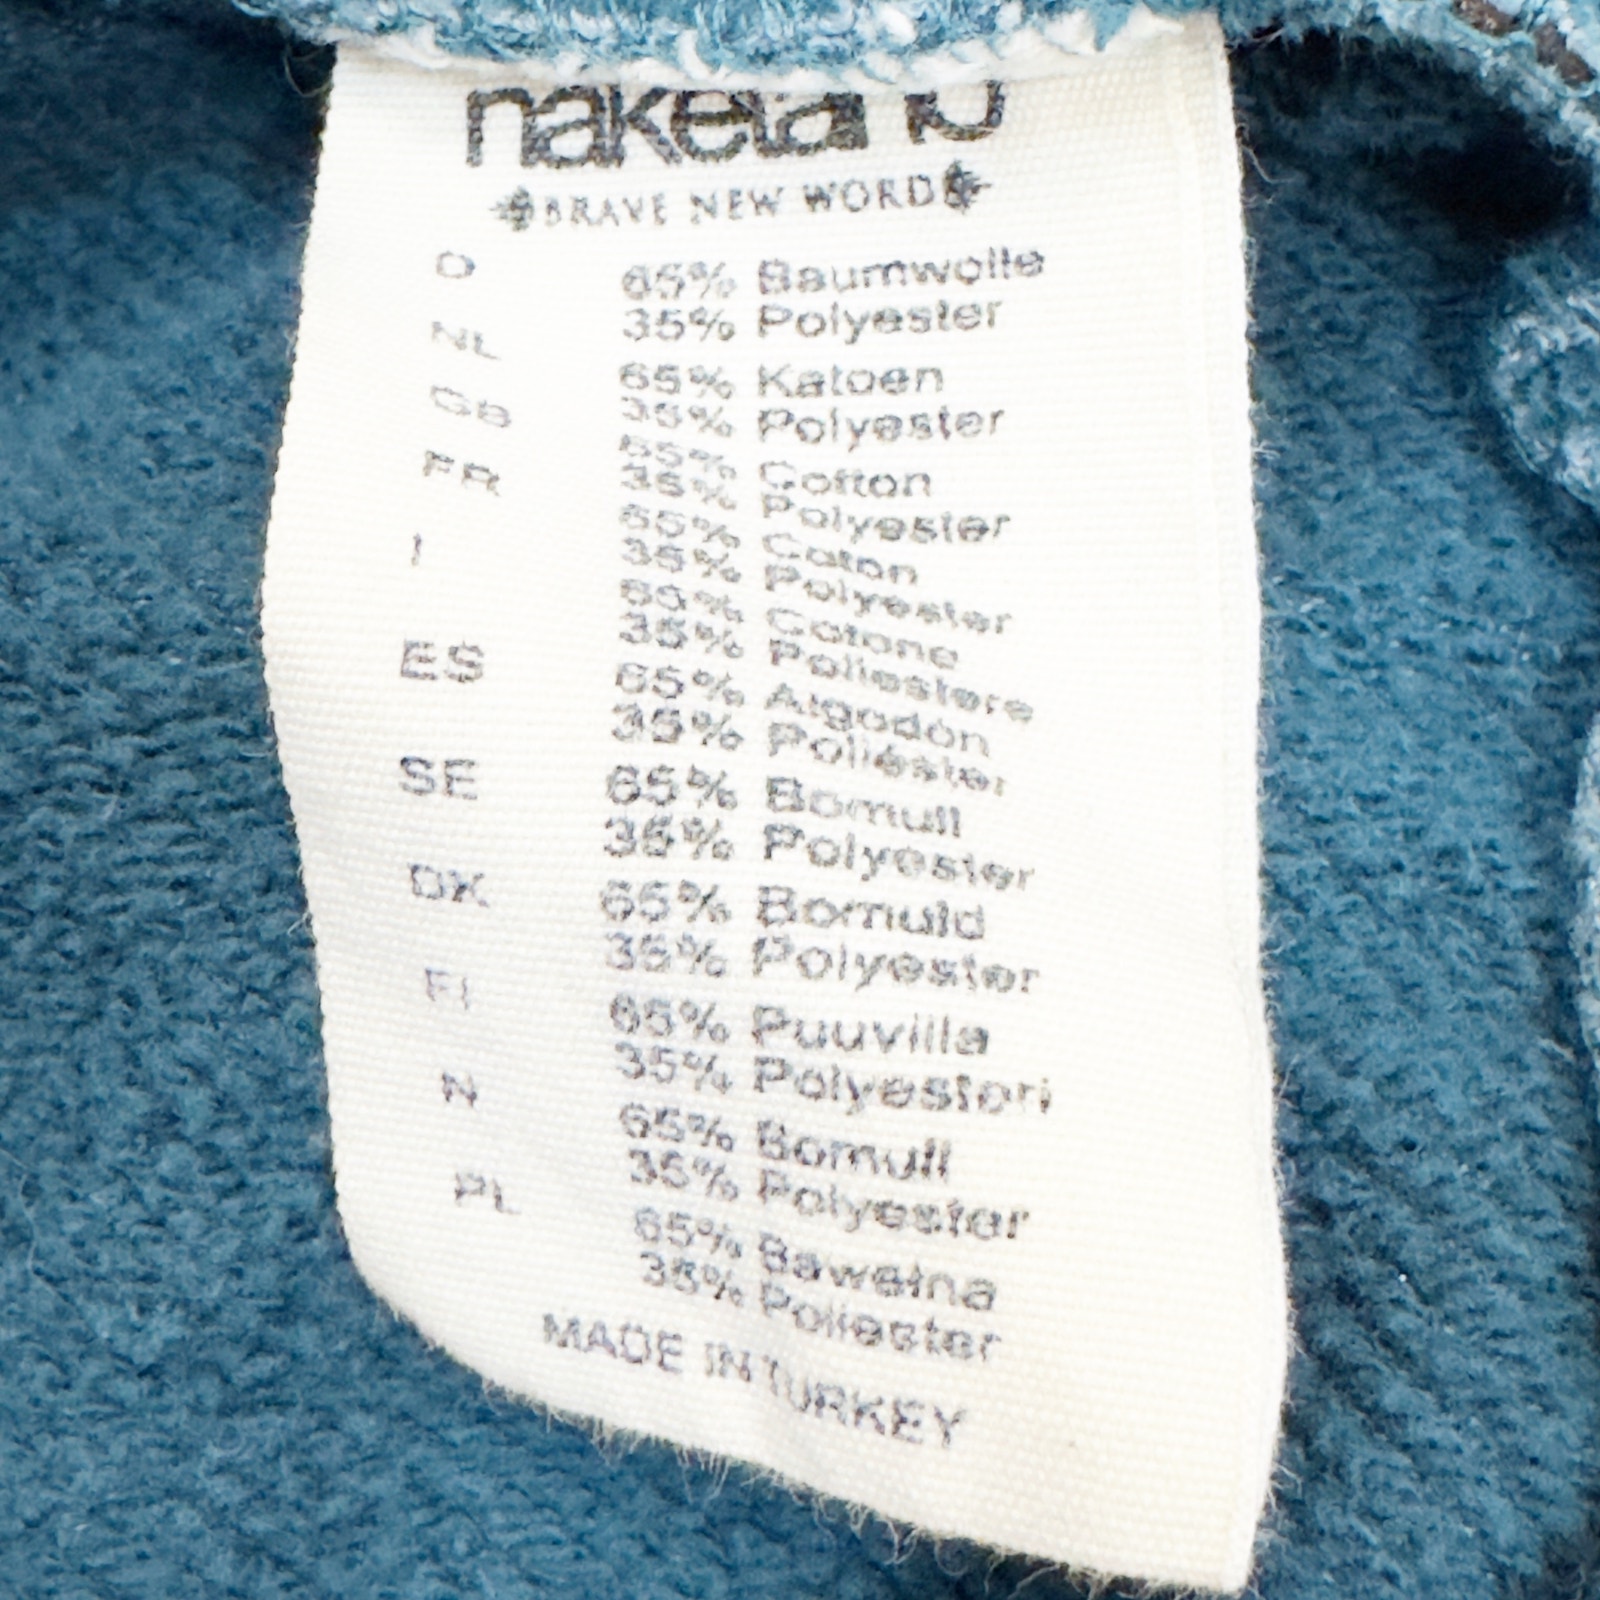 naketano
BRAVE NEW WORD
D 65% Baumwolle
35% Polyester
NL 65% Katoen
35% Polyester
GB 65% Cotton
35% Polyester
FR 65% Coton
35% Polyester
I 65% Cotone
35% Poliestere
ES 65% Algodón
35% Poliéster
SE 65% Bomull
35% Polyester
DK 65% Bomuld
35% Polyester
FI 65% Puuvilla
35% Polyesteri
N 65% Bomull
35% Polyester
PL 65% Bawełna
35% Poliester
MADE IN TURKEY